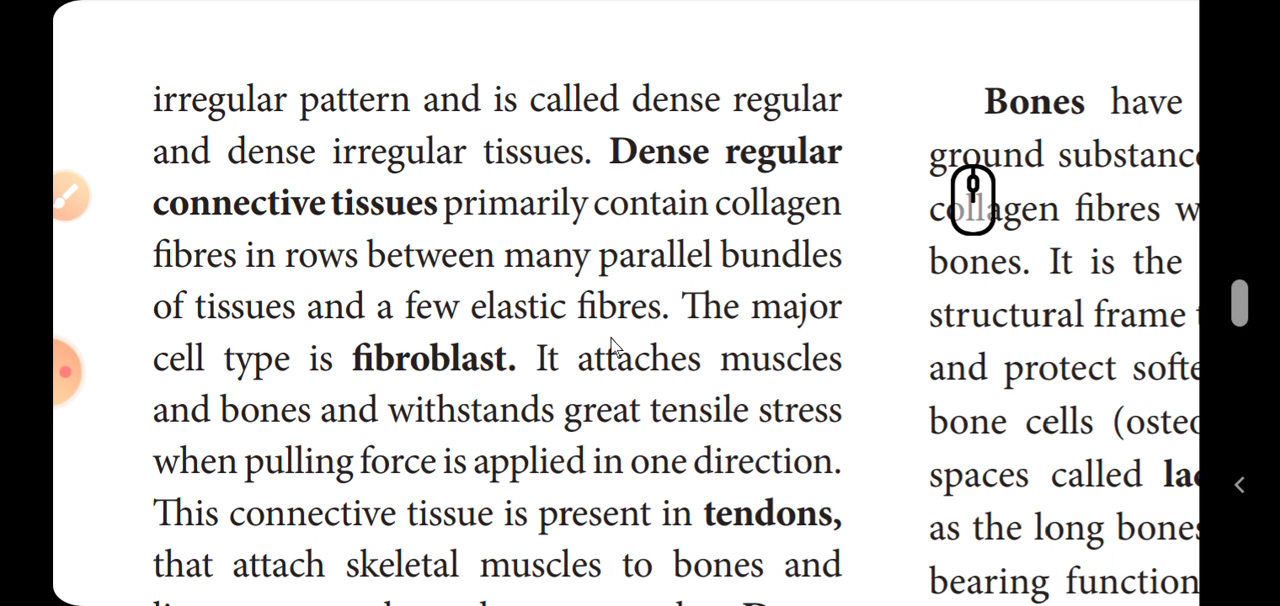 irregular pattern and is called dense regular
and dense irregular tissues. Dense regular
connective tissues primarily contain collagen
fibres in rows between many parallel bundles
of tissues and a few elastic fibres. The major
cell type is fibroblast. It attaches muscles
and bones and withstands great tensile stress
when pulling force is applied in one direction.
This connective tissue is present in tendons,
that attach skeletal muscles to bones and
Bones have
ground substanc
collagen fibres w
bones. It is the
structural frame
and protect softe
bone cells (osteo
spaces called lac
as the long bones
bearing function